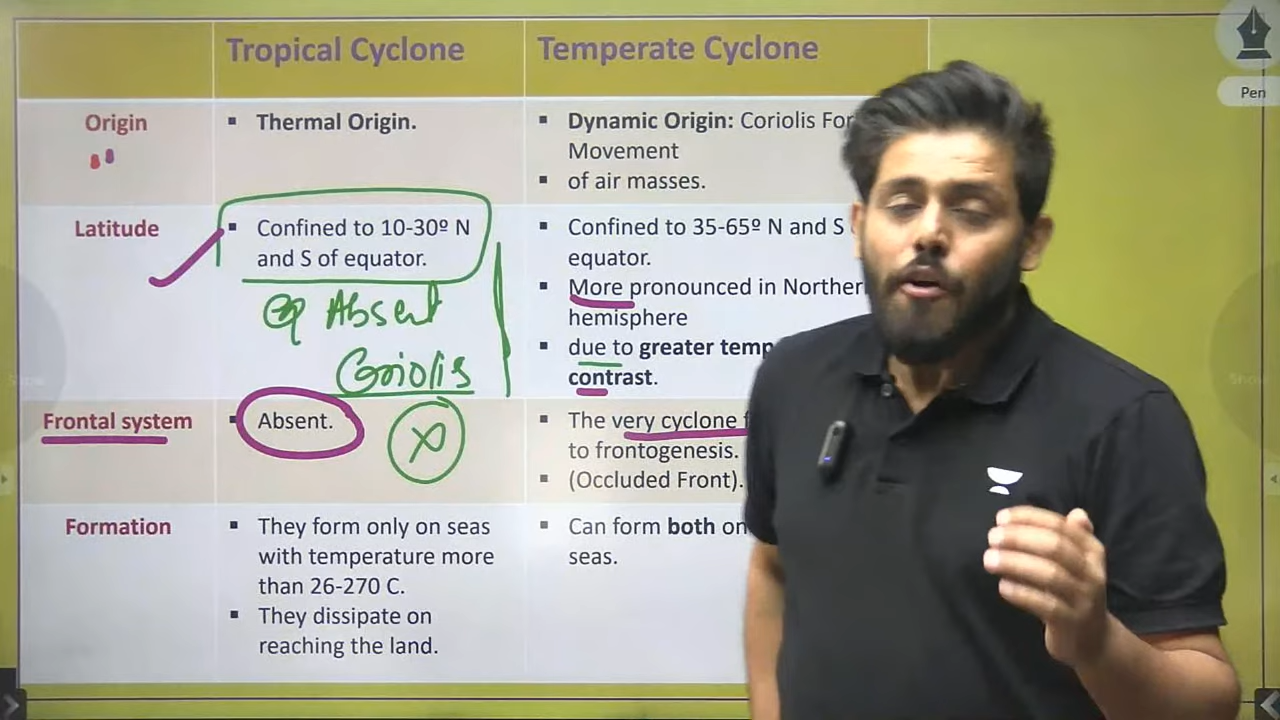 Tropical Cyclone
Temperate Cyclone
Pen
Origin
▪ Thermal Origin.
▪ Dynamic Origin: Coriolis For
Movement
▪ of air masses.
Latitude
▪ Confined to 10-30º N
and S of equator.
Absent
Coriolis
▪ Confined to 35-65º N and S
equator.
▪ More pronounced in Norther
hemisphere
▪ due to greater temp
contrast.
Frontal system
▪ Absent.
▪ The very cyclone f
to frontogenesis.
▪ (Occluded Front).
Formation
▪ They form only on seas
with temperature more
than 26-270 C.
▪ They dissipate on
reaching the land.
▪ Can form both on
seas.